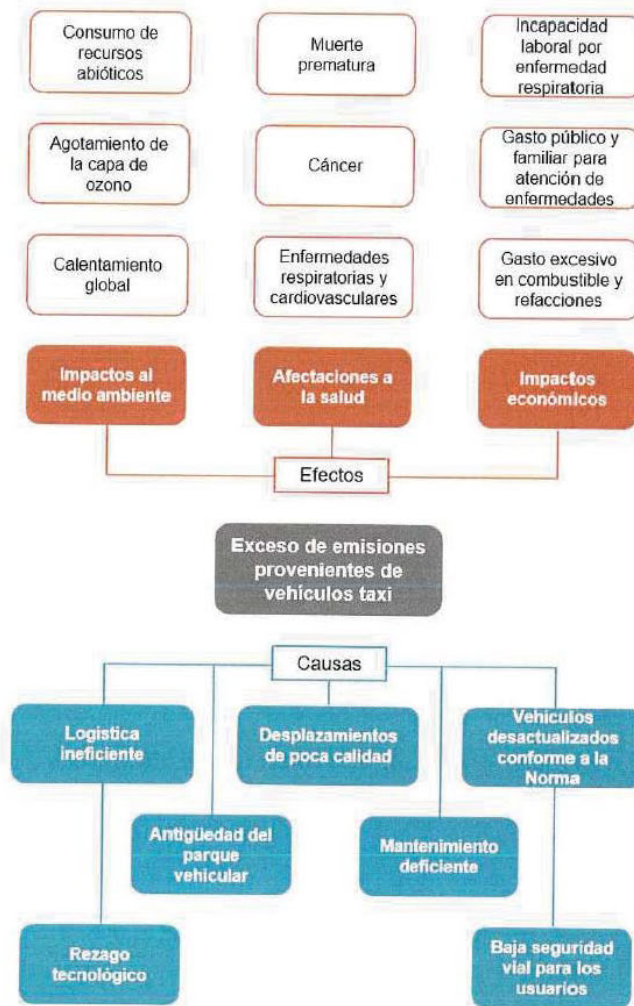 Consumo de
recursos
abióticos
Muerte
prematura
Incapacidad
laboral por
enfermedad
respiratoria
Agotamiento de
la capa de
ozono
Cáncer
Gasto público y
familiar para
atención de
enfermedades
Calentamiento
global
Enfermedades
respiratorias y
cardiovasculares
Gasto excesivo
en combustible y
refacciones
Impactos al
medio ambiente
Afectaciones a
la salud
Impactos
económicos
Efectos
Exceso de emisiones
provenientes de
vehículos taxi
Causas
Logística
ineficiente
Desplazamientos
de poca calidad
Vehículos
desactualizados
conforme a la
Norma
Antigüedad del
parque
vehicular
Mantenimiento
deficiente
Rezago
tecnológico
Baja seguridad
vial para los
usuarios